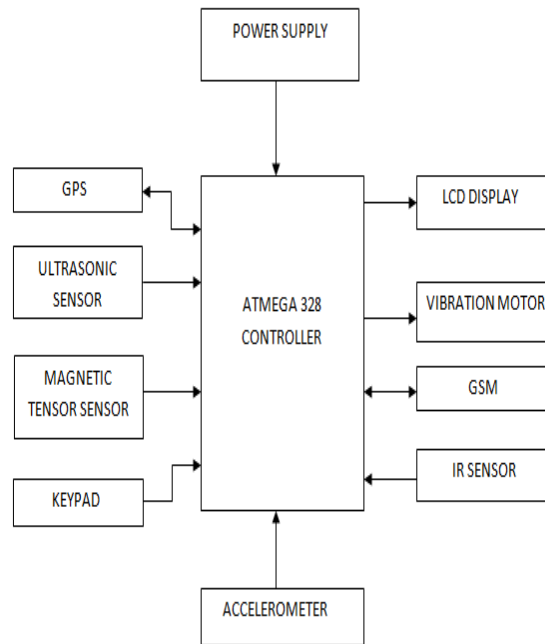 POWER SUPPLY
GPS
ULTRASONIC
SENSOR
MAGNETIC
TENSOR SENSOR
KEYPAD
ATMEGA 328
CONTROLLER
LCD DISPLAY
VIBRATION MOTOR
GSM
IR SENSOR
ACCELEROMETER